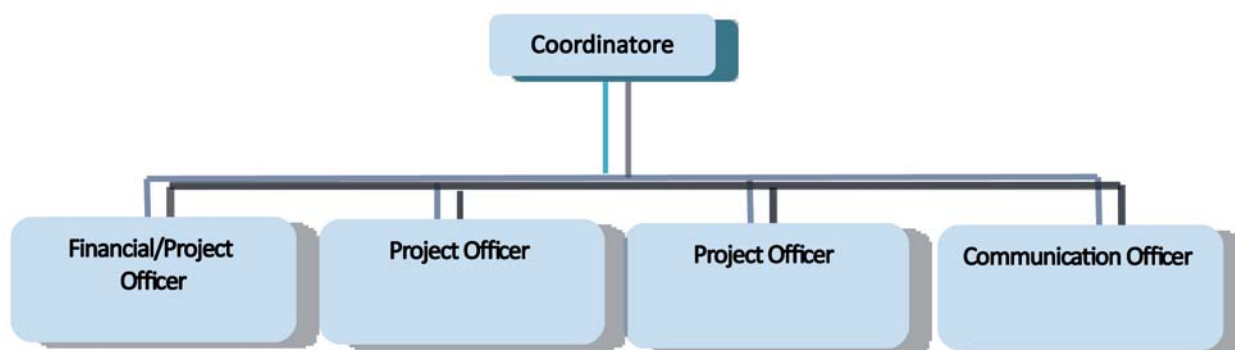 Coordinatore
Financial/Project
Officer
Project Officer
Project Officer
Communication Officer